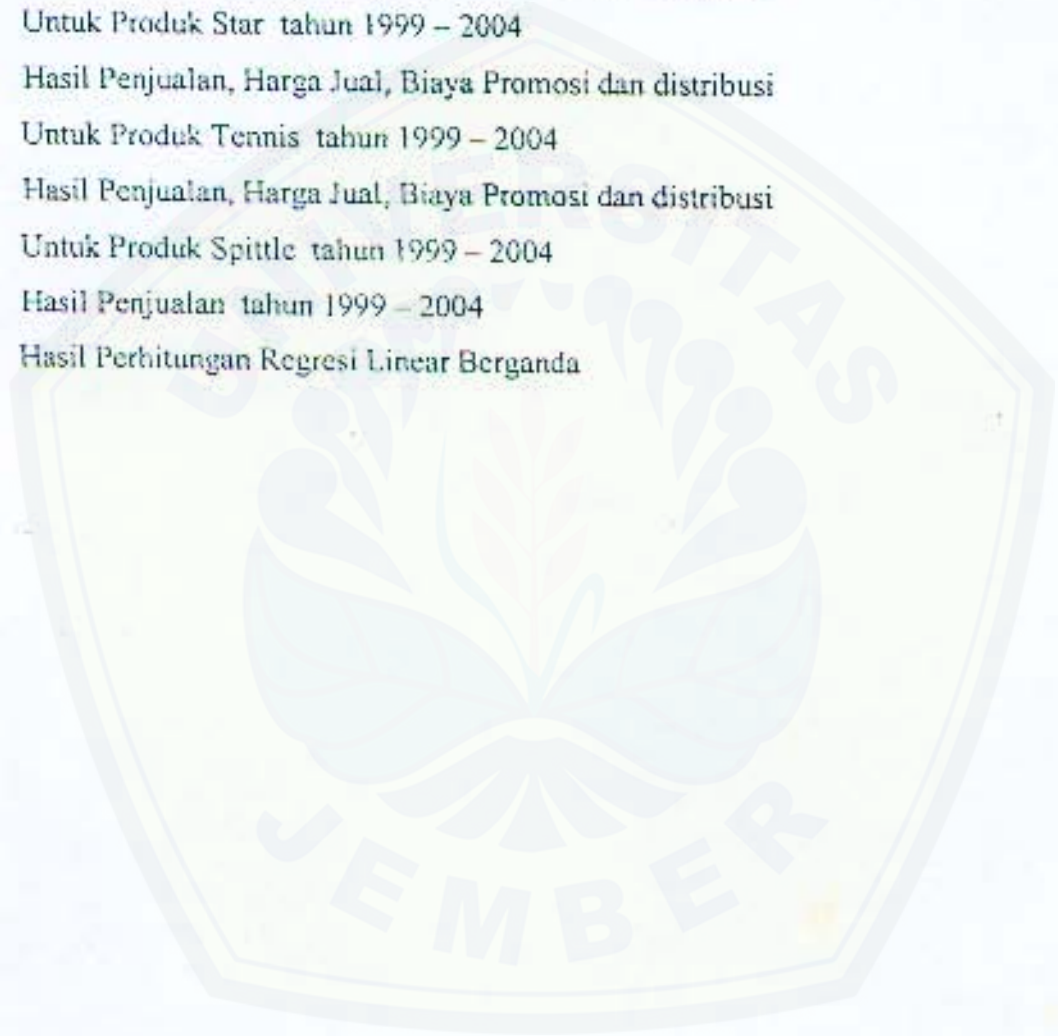 Untuk Produk Star tahun 1999 – 2004
Hasil Penjualan, Harga Jual, Biaya Promosi dan distribusi
Untuk Produk Tennis tahun 1999 – 2004
Hasil Penjualan, Harga Jual, Biaya Promosi dan distribusi
Untuk Produk Spittle tahun 1999 – 2004
Hasil Penjualan tahun 1999 – 2004
Hasil Perhitungan Regresi Linear Berganda
UNIVERSITAS
JEMBER